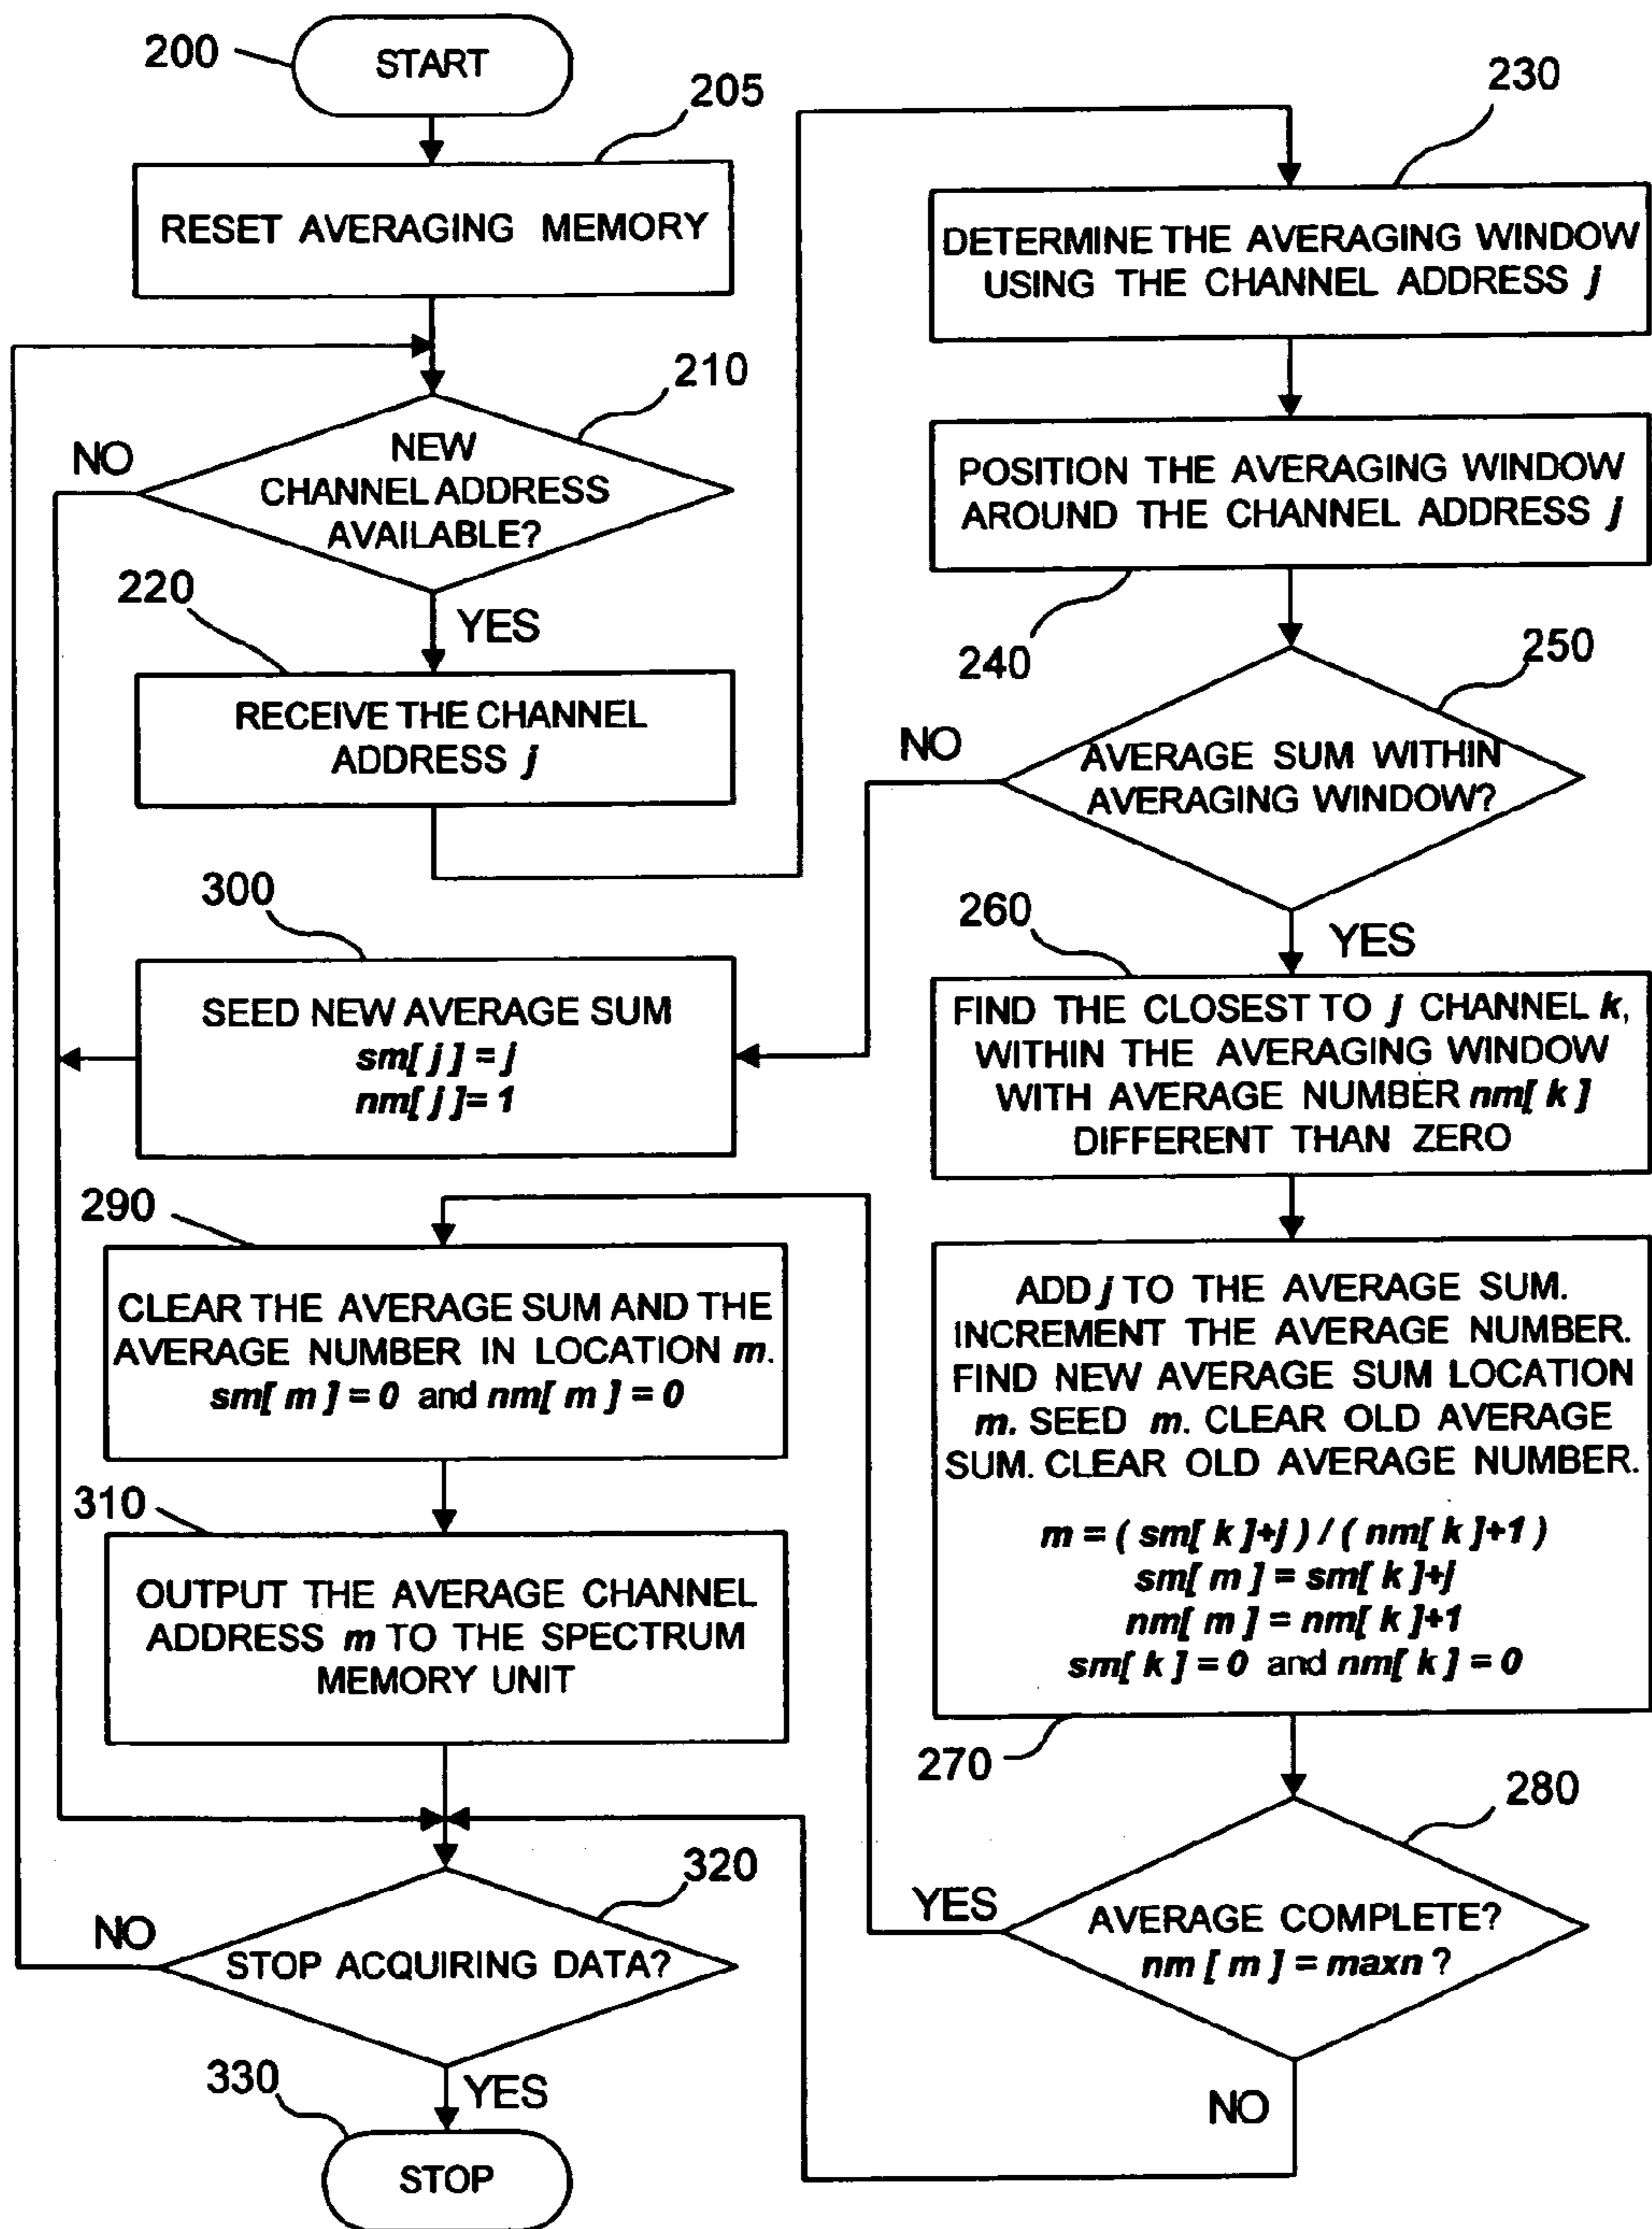 200
START
205
RESET AVERAGING MEMORY
210
NEW
CHANNEL ADDRESS
AVAILABLE?
NO
YES
220
RECEIVE THE CHANNEL
ADDRESS j
230
DETERMINE THE AVERAGING WINDOW
USING THE CHANNEL ADDRESS j
POSITION THE AVERAGING WINDOW
AROUND THE CHANNEL ADDRESS j
240
250
AVERAGE SUM WITHIN
AVERAGING WINDOW?
NO
YES
300
SEED NEW AVERAGE SUM
sm[ j ] = j
nm[ j ]= 1
260
FIND THE CLOSEST TO j CHANNEL k,
WITHIN THE AVERAGING WINDOW
WITH AVERAGE NUMBER nm[ k ]
DIFFERENT THAN ZERO
ADD j TO THE AVERAGE SUM.
INCREMENT THE AVERAGE NUMBER.
FIND NEW AVERAGE SUM LOCATION
m. SEED m. CLEAR OLD AVERAGE
SUM. CLEAR OLD AVERAGE NUMBER.
m = ( sm[ k ]+j ) / ( nm[ k ]+1 )
sm[ m ] = sm[ k ]+j
nm[ m ] = nm[ k ]+1
sm[ k ] = 0 and nm[ k ] = 0
270
280
AVERAGE COMPLETE?
nm [ m ] = maxn ?
YES
NO
290
CLEAR THE AVERAGE SUM AND THE
AVERAGE NUMBER IN LOCATION m.
sm[ m ] = 0 and nm[ m ] = 0
310
OUTPUT THE AVERAGE CHANNEL
ADDRESS m TO THE SPECTRUM
MEMORY UNIT
320
STOP ACQUIRING DATA?
NO
YES
330
STOP